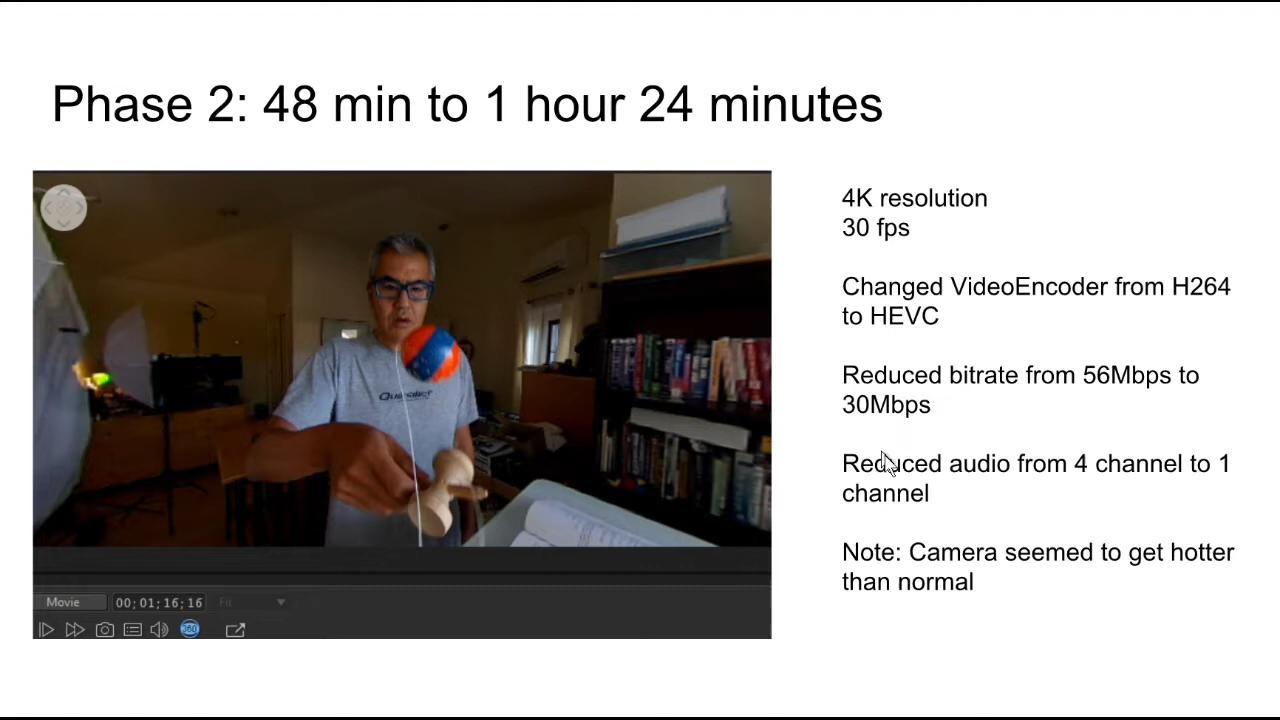 Phase 2: 48 min to 1 hour 24 minutes
4K resolution
30 fps
Changed VideoEncoder from H264
to HEVC
Reduced bitrate from 56Mbps to
30Mbps
Reduced audio from 4 channel to 1
channel
Note: Camera seemed to get hotter
than normal
Movie
00;01;16;16
Fit
360